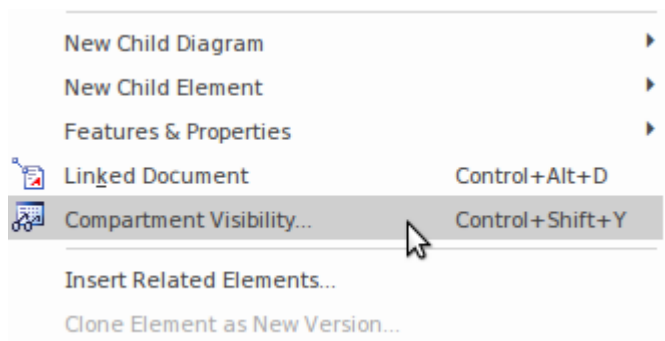 New Child Diagram
New Child Element
Features & Properties
Linked Document Control+Alt+D
Compartment Visibility... Control+Shift+Y
Insert Related Elements...
Clone Element as New Version...